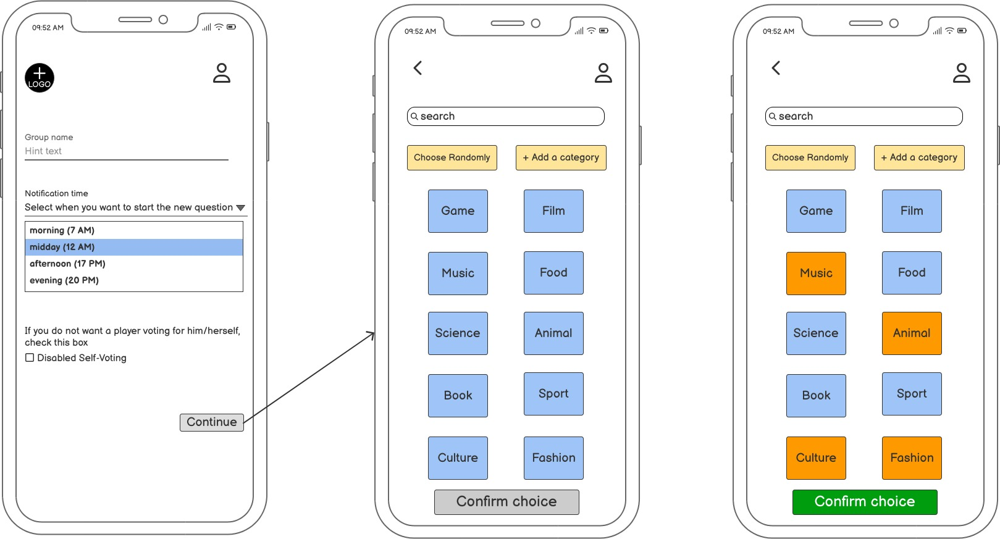 09:52 AM
LOGO
Group name
Hint text
Notification time
Select when you want to start the new question
morning (7 AM)
midday (12 AM)
afternoon (17 PM)
evening (20 PM)
If you do not want a player voting for him/herself,
check this box
Disabled Self-Voting
Continue
09:52 AM
search
Choose Randomly
+ Add a category
Game
Film
Music
Food
Science
Animal
Book
Sport
Culture
Fashion
Confirm choice
09:52 AM
search
Choose Randomly
+ Add a category
Game
Film
Music
Food
Science
Animal
Book
Sport
Culture
Fashion
Confirm choice